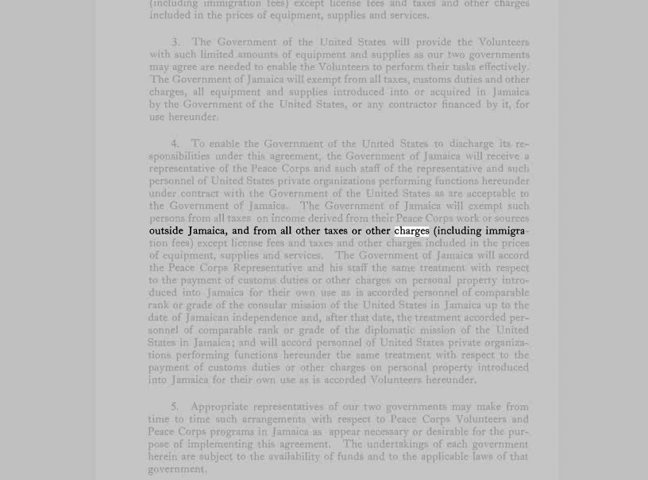 (including immigration fees) except license fees and taxes and other charges
included in the prices of equipment, supplies and services.
3. The Government of the United States will provide the Volunteers
with such limited amounts of equipment and supplies as our two governments
may agree are needed to enable the Volunteers to perform their tasks effectively.
The Government of Jamaica will exempt from all taxes, customs duties and other
charges, all equipment and supplies introduced into or acquired in Jamaica
by the Government of the United States, or any contractor financed by it, for
use hereunder.
4. To enable the Government of the United States to discharge its re-
sponsibilities under this agreement, the Government of Jamaica will receive a
representative of the Peace Corps and such staff of the representative and such
personnel of United States private organizations performing functions hereunder
under contract with the Government of the United States as are acceptable to
the Government of Jamaica. The Government of Jamaica will exempt such
persons from all taxes on income derived from their Peace Corps work or sources
outside Jamaica, and from all other taxes or other charges (including immigra-
tion fees) except license fees and taxes and other charges included in the prices
of equipment, supplies and services. The Government of Jamaica will accord
the Peace Corps Representative and his staff the same treatment with respect
to the payment of customs duties or other charges on personal property intro-
duced into Jamaica for their own use as is accorded personnel of comparable
rank or grade of the consular mission of the United States in Jamaica up to the
date of Jamaican independence and, after that date, the treatment accorded per-
sonnel of comparable rank or grade of the diplomatic mission of the United
States in Jamaica; and will accord personnel of United States private organiza-
tions performing functions hereunder the same treatment with respect to the
payment of customs duties or other charges on personal property introduced
into Jamaica for their own use as is accorded Volunteers hereunder.
5. Appropriate representatives of our two governments may make from
time to time such arrangements with respect to Peace Corps Volunteers and
Peace Corps programs in Jamaica as appear necessary or desirable for the pur-
pose of implementing this agreement. The undertakings of each government
herein are subject to the availability of funds and to the applicable laws of that
government.